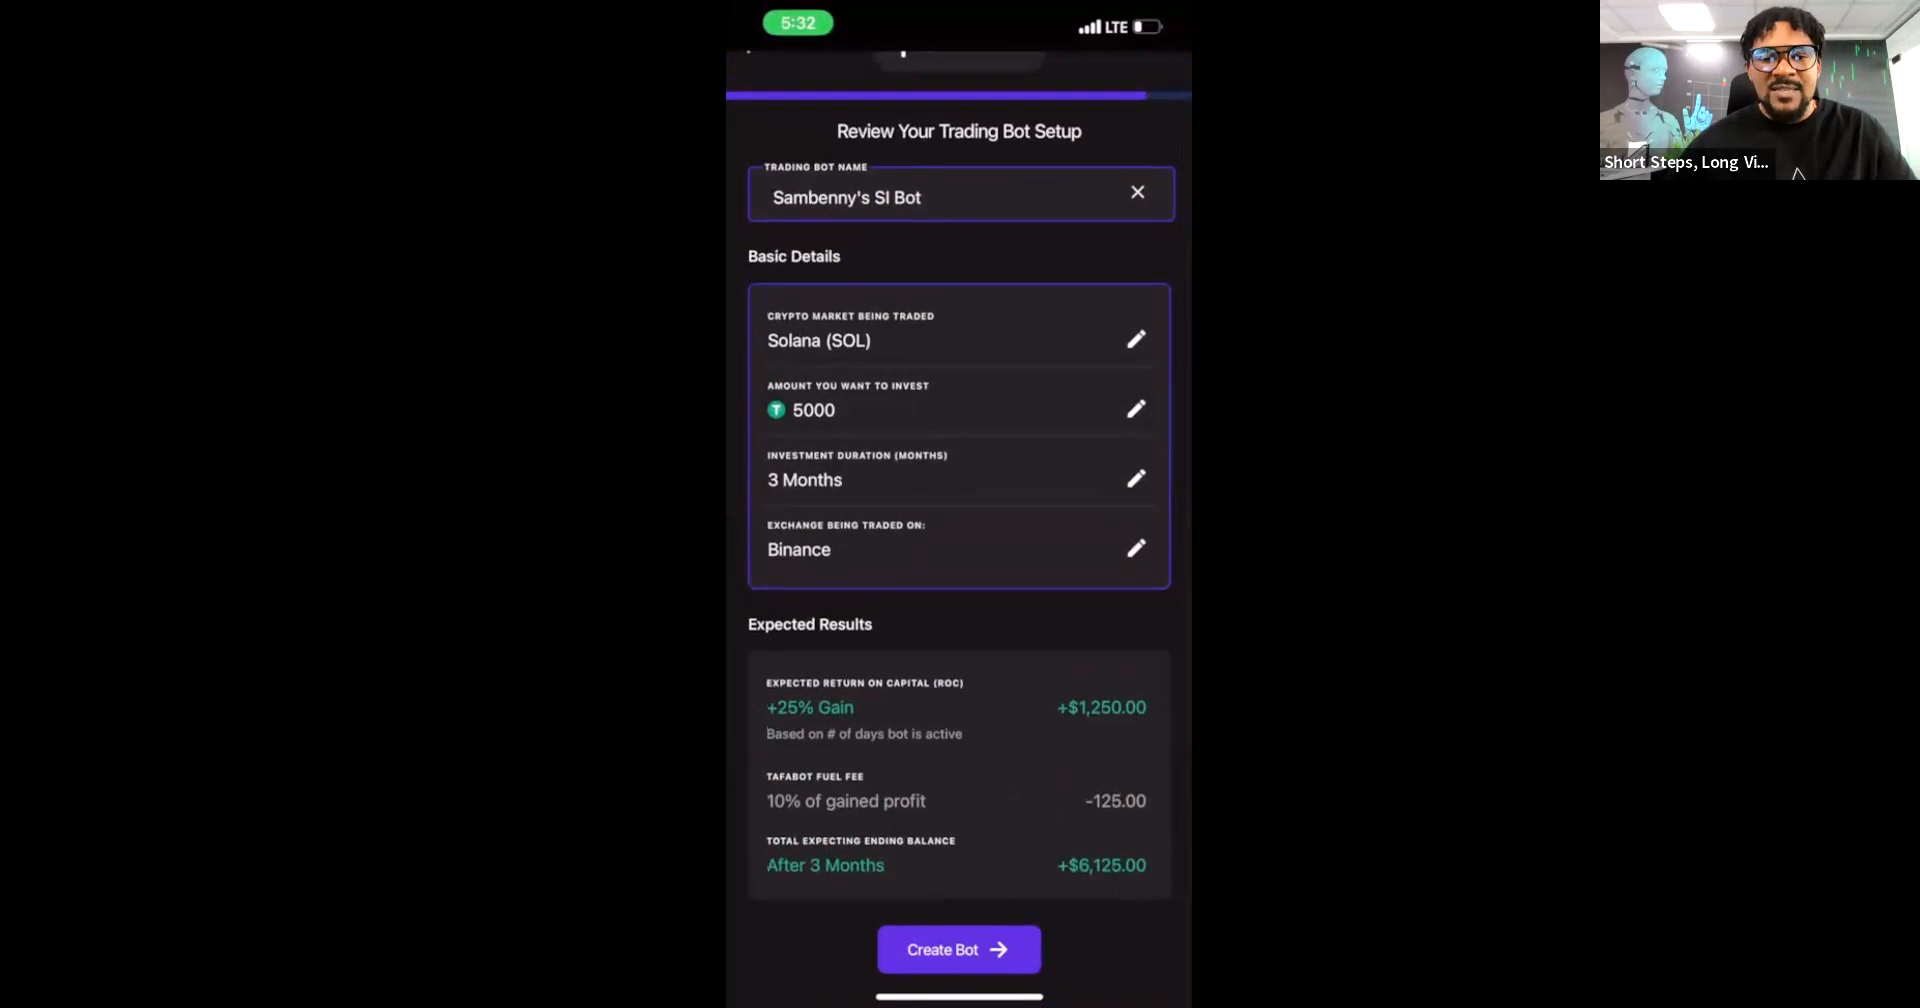 5:32
LTE
Review Your Trading Bot Setup
TRADING BOT NAME
Sambenny's SI Bot
Basic Details
CRYPTO MARKET BEING TRADED
Solana (SOL)
AMOUNT YOU WANT TO INVEST
T 5000
INVESTMENT DURATION (MONTHS)
3 Months
EXCHANGE BEING TRADED ON:
Binance
Expected Results
EXPECTED RETURN ON CAPITAL (ROC)
+25% Gain +$1,250.00
Based on # of days bot is active
TAFABOT FUEL FEE
10% of gained profit -125.00
TOTAL EXPECTING ENDING BALANCE
After 3 Months +$6,125.00
Create Bot →
Short Steps, Long Vi...